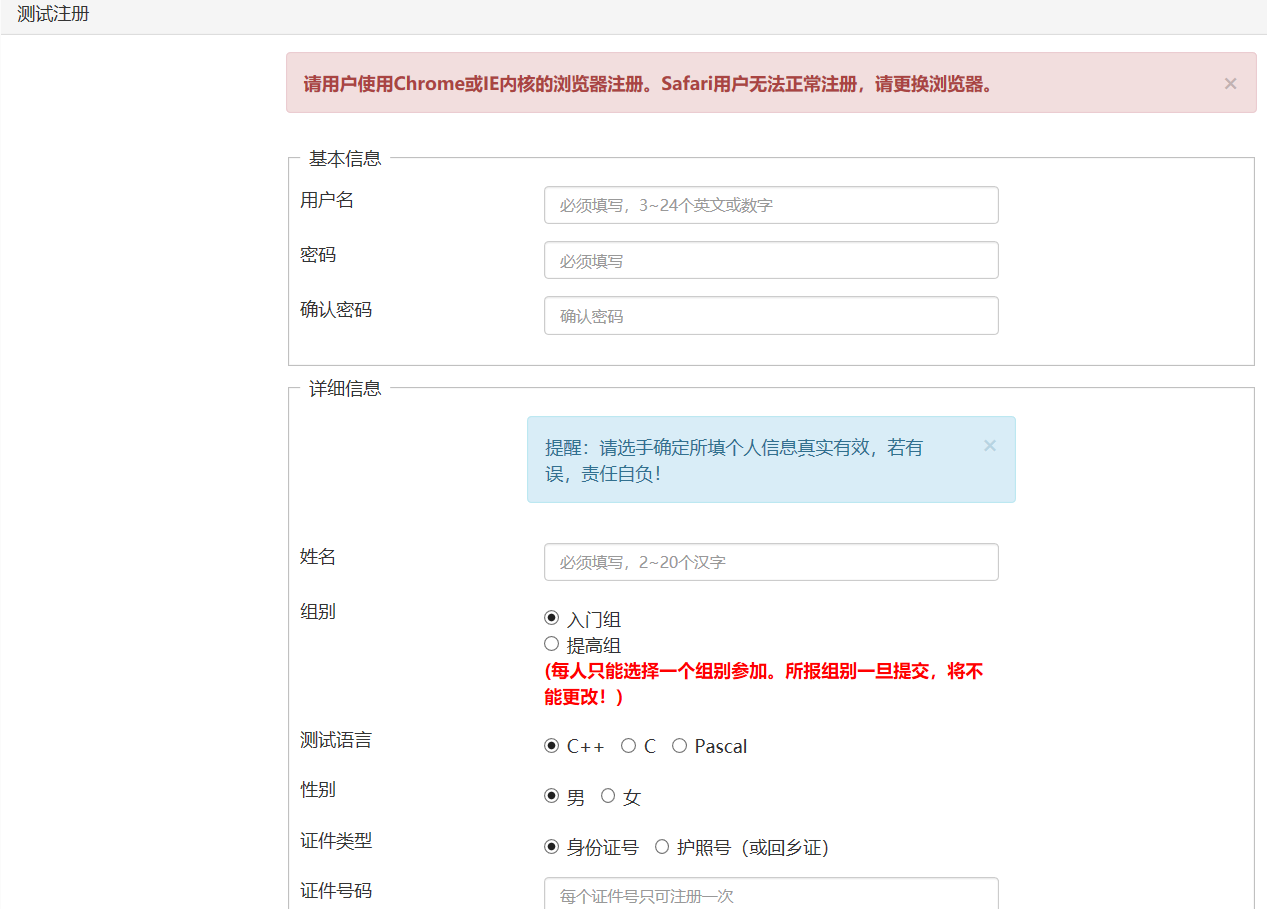 测试注册
请用户使用Chrome或IE内核的浏览器注册。Safari用户无法正常注册，请更换浏览器。 ×
基本信息
用户名 必须填写，3~24个英文或数字
密码 必须填写
确认密码 确认密码
详细信息
提醒：请选手确定所填个人信息真实有效，若有 ×
误，责任自负！
姓名 必须填写，2~20个汉字
组别 入门组
提高组
(每人只能选择一个组别参加。所报组别一旦提交，将不
能更改！)
测试语言 C++ C Pascal
性别 男 女
证件类型 身份证号 护照号（或回乡证）
证件号码 每个证件号只可注册一次